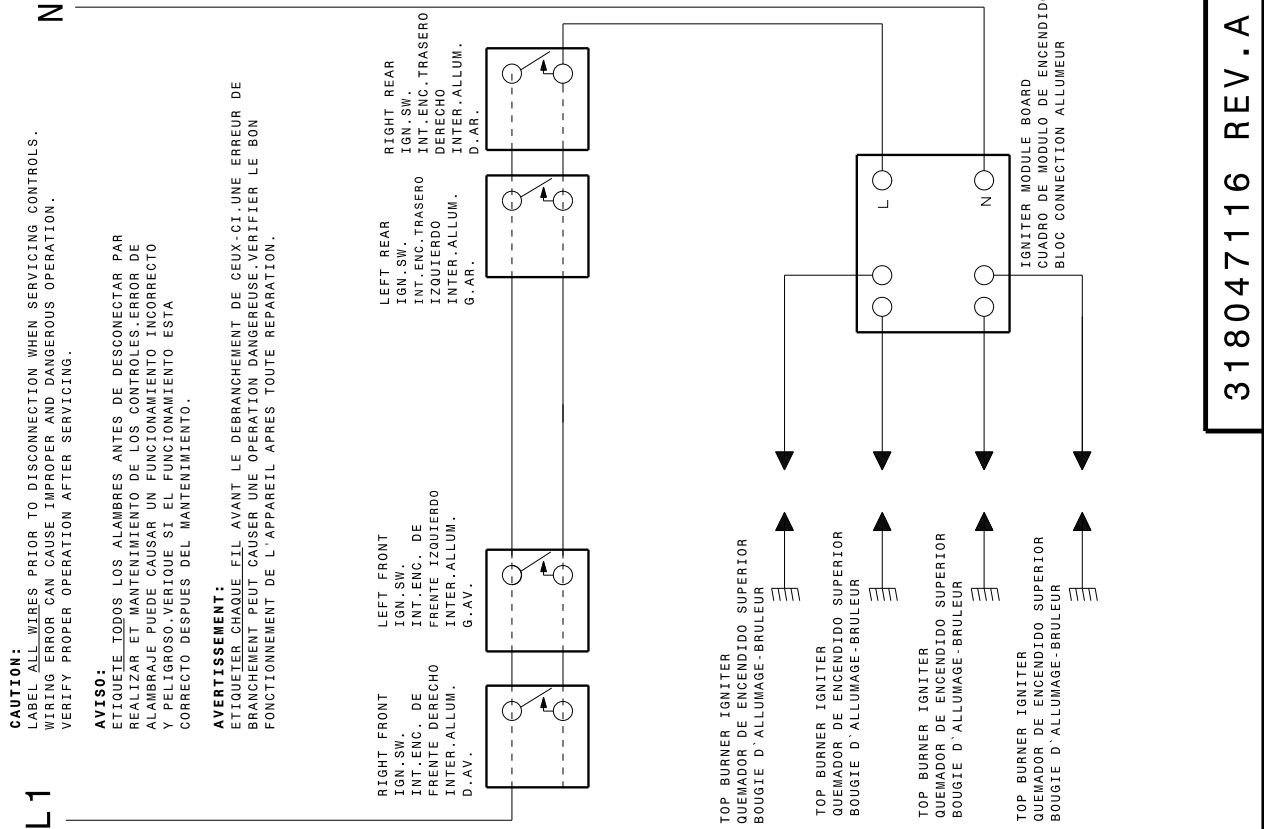 L1
N
CAUTION:
LABEL ALL WIRES PRIOR TO DISCONNECTION WHEN SERVICING CONTROLS.
WIRING ERROR CAN CAUSE IMPROPER AND DANGEROUS OPERATION.
VERIFY PROPER OPERATION AFTER SERVICING.
AVISO:
ETIQUETE TODOS LOS ALAMBRES ANTES DE DESCONECTAR PAR
REALIZAR ET MANTENIMIENTO DE LOS CONTROLES.ERROR DE
ALAMBRAJE PUEDE CAUSAR UN FUNCIONAMIENTO INCORRECTO
Y PELIGROSO.VERIQUE SI EL FUNCIONAMIENTO ESTA
CORRECTO DESPUES DEL MANTENIMIENTO.
AVERTISSEMENT:
ETIQUETER CHAQUE FIL AVANT LE DEBRANCHEMENT DE CEUX-CI.UNE ERREUR DE
BRANCHEMENT PEUT CAUSER UNE OPERATION DANGEREUSE.VERIFIER LE BON
FONCTIONNEMENT DE L'APPAREIL APRES TOUTE REPARATION.
RIGHT FRONT
IGN.SW.
INT.ENC. DE
FRENTE DERECHO
INTER.ALLUM.
D.AV.
LEFT FRONT
IGN.SW.
INT.ENC. DE
FRENTE IZQUIERDO
INTER.ALLUM.
G.AV.
LEFT REAR
IGN.SW.
INT.ENC.TRASERO
IZQUIERDO
INTER.ALLUM.
G.AR.
RIGHT REAR
IGN.SW.
INT.ENC.TRASERO
DERECHO
INTER.ALLUM.
D.AR.
TOP BURNER IGNITER
QUEMADOR DE ENCENDIDO SUPERIOR
BOUGIE D`ALLUMAGE-BRULEUR
TOP BURNER IGNITER
QUEMADOR DE ENCENDIDO SUPERIOR
BOUGIE D`ALLUMAGE-BRULEUR
TOP BURNER IGNITER
QUEMADOR DE ENCENDIDO SUPERIOR
BOUGIE D`ALLUMAGE-BRULEUR
TOP BURNER IGNITER
QUEMADOR DE ENCENDIDO SUPERIOR
BOUGIE D`ALLUMAGE-BRULEUR
L
N
IGNITER MODULE BOARD
CUADRO DE MODULO DE ENCENDIDO
BLOC CONNECTION ALLUMEUR
318047116 REV.A